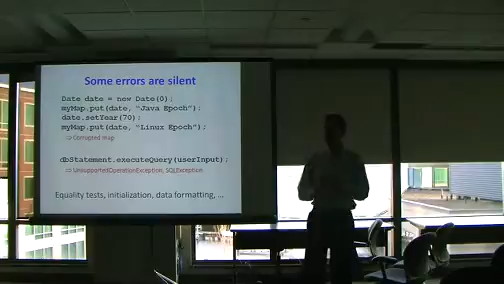 Some errors are silent
Date date = new Date(0);
myMap.put(date, "Java Epoch");
date.setYear(70);
myMap.put(date, "Linux Epoch");
⇒ Corrupted map
dbStatement.executeQuery(userInput);
⇒ UnsupportedOperationException, SQLException
Equality tests, initialization, data formatting, ...